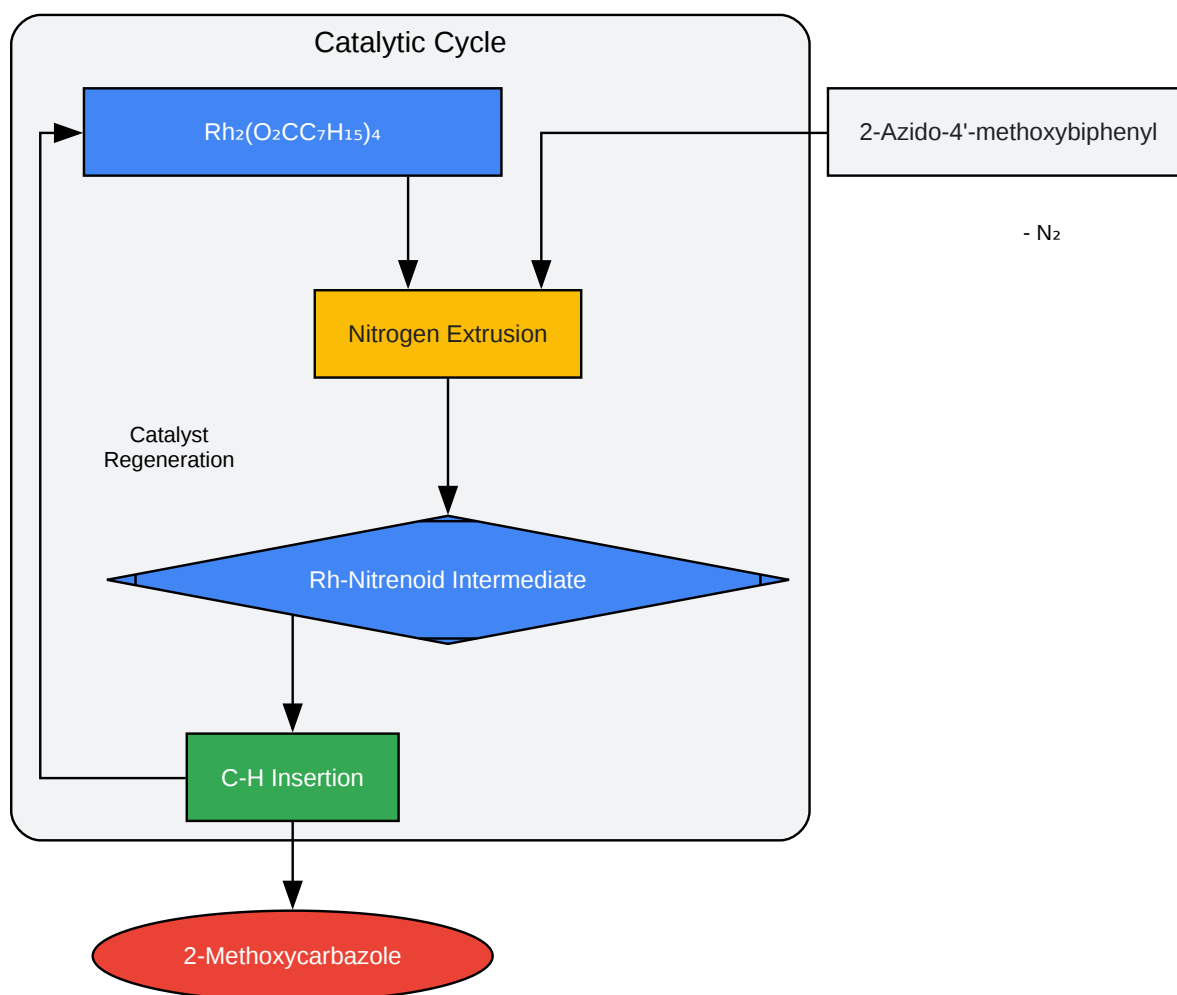 Catalytic Cycle
Rh₂(O₂CC₇H₁₅)₄
2-Azido-4'-methoxybiphenyl
- N₂
Nitrogen Extrusion
Catalyst
Regeneration
Rh-Nitrenoid Intermediate
C-H Insertion
2-Methoxycarbazole